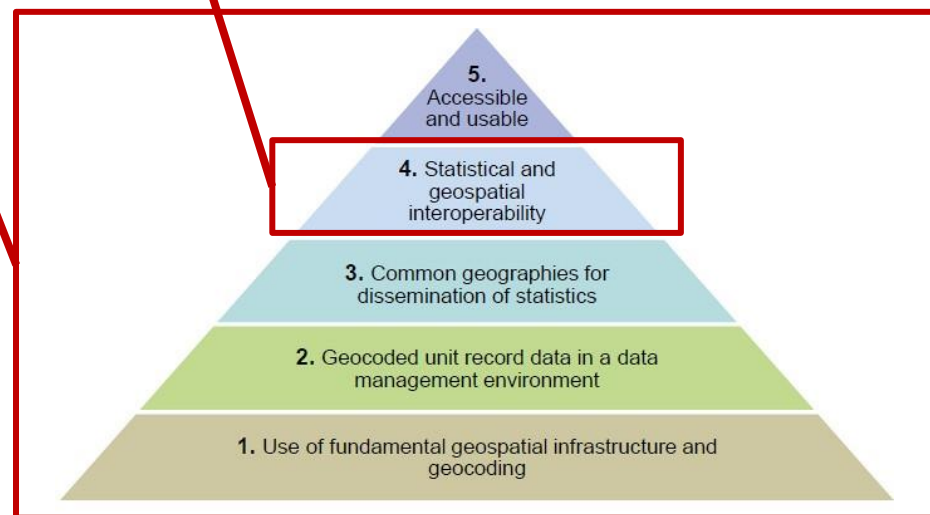 5.
Accessible
and usable
4. Statistical and
geospatial
interoperability
3. Common geographies for
dissemination of statistics
2. Geocoded unit record data in a data
management environment
1. Use of fundamental geospatial infrastructure and
geocoding